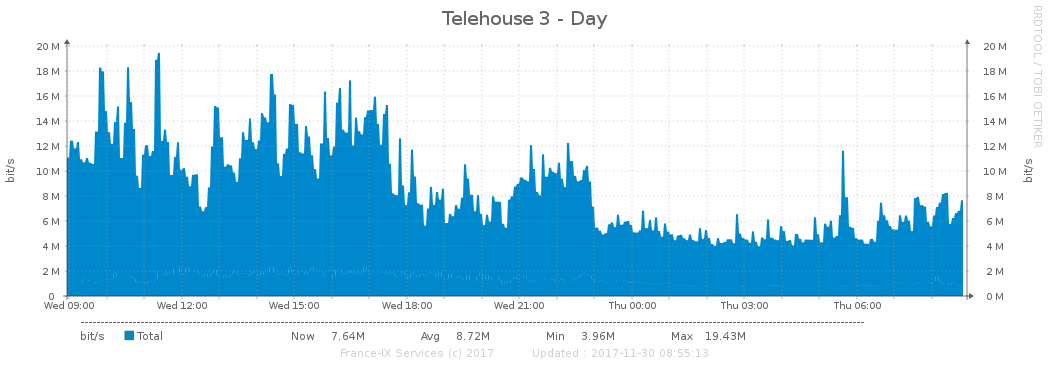 Telehouse 3 - Day
RRDTOOL / TOBI OETIKER
20 M 20 M
18 M 18 M
16 M 16 M
14 M 14 M
12 M 12 M
10 M 10 M
8 M 8 M
6 M 6 M
4 M 4 M
2 M 2 M
0 0 M
bit/s bit/s
Wed 09:00 Wed 12:00 Wed 15:00 Wed 18:00 Wed 21:00 Thu 00:00 Thu 03:00 Thu 06:00
bit/s Total Now 7.64M Avg 8.72M Min 3.96M Max 19.43M
France-IX Services (c) 2017 Updated : 2017-11-30 08:55:13